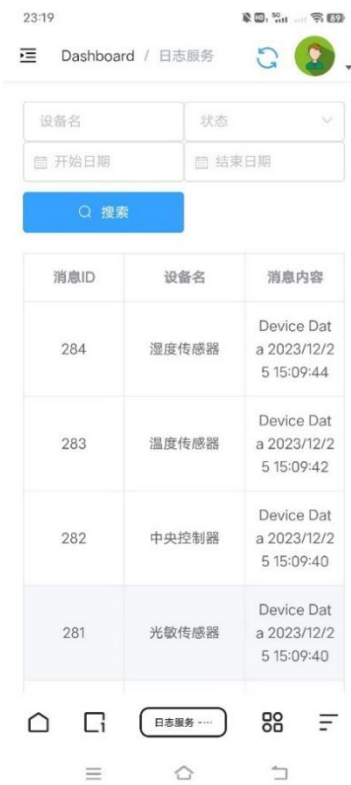 23:19
5G
89
Dashboard / 日志服务
设备名 状态
开始日期 结束日期
搜索
消息ID 设备名 消息内容
284 湿度传感器 Device Dat
a 2023/12/2
5 15:09:44
283 温度传感器 Device Dat
a 2023/12/2
5 15:09:42
282 中央控制器 Device Dat
a 2023/12/2
5 15:09:40
281 光敏传感器 Device Dat
a 2023/12/2
5 15:09:40
1 日志服务 -···